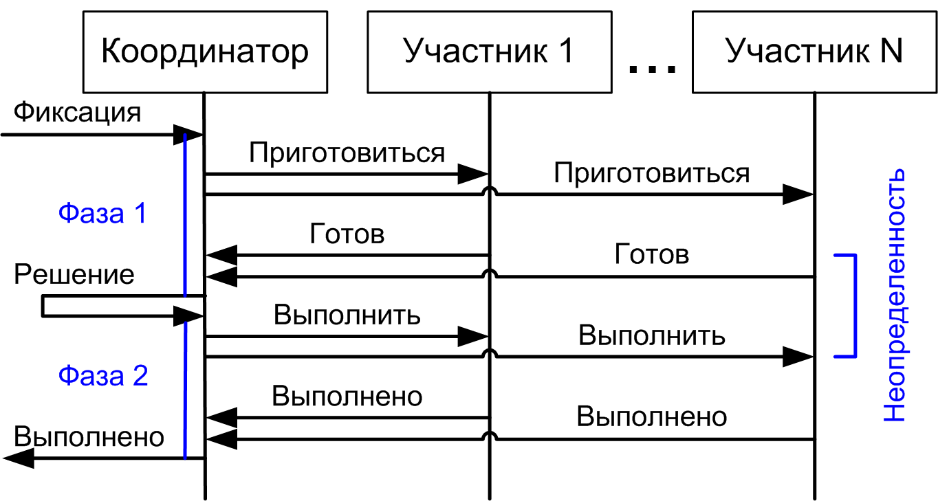 Координатор
Участник 1
...
Участник N
Фиксация
Приготовиться
Приготовиться
Фаза 1
Готов
Готов
Решение
Выполнить
Выполнить
Фаза 2
Выполнено
Выполнено
Выполнено
Неопределенность